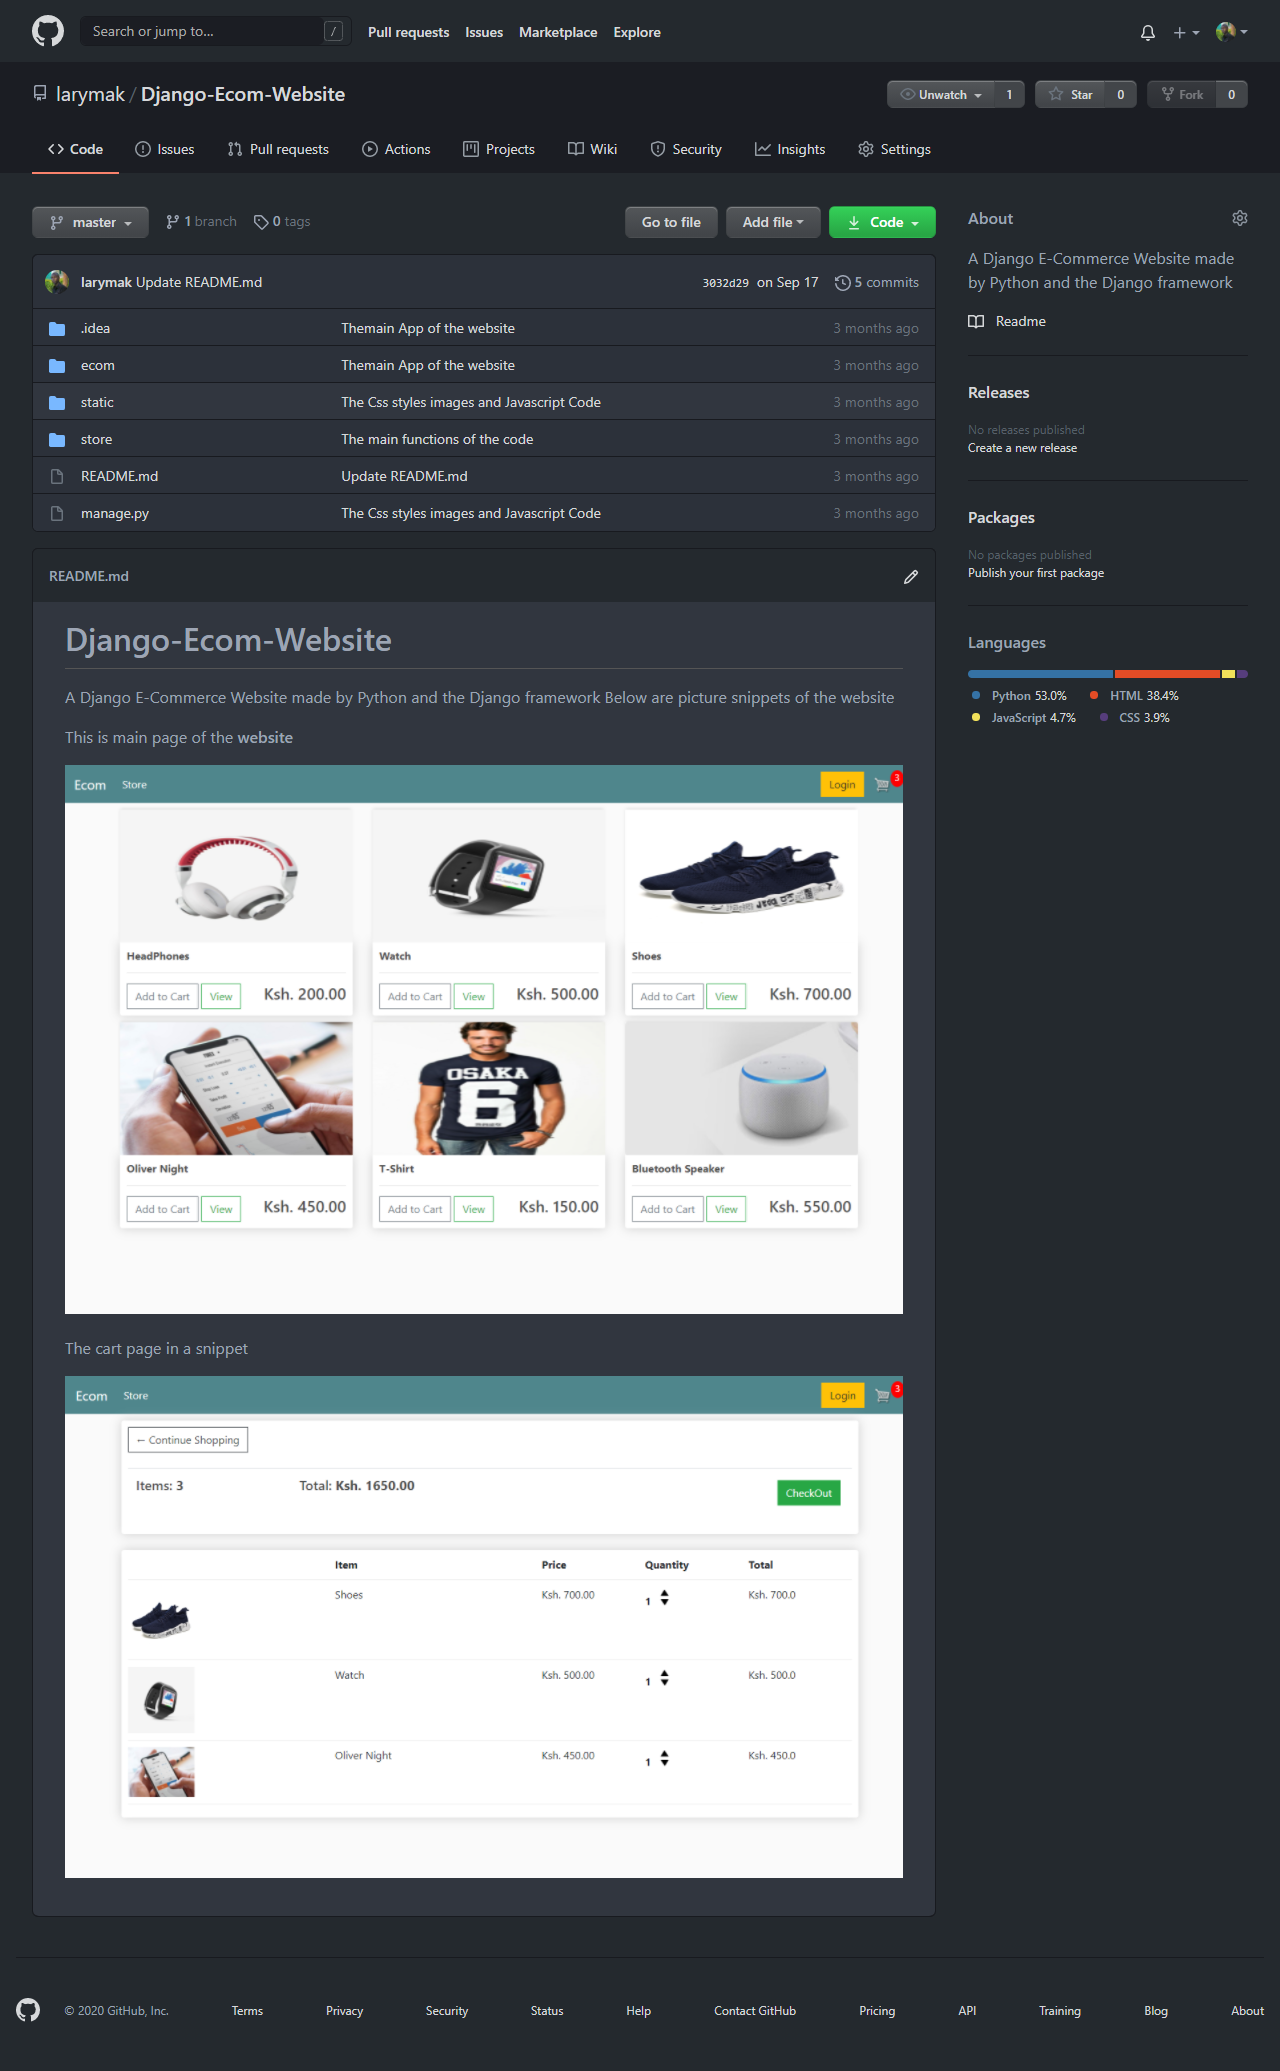 Search or jump to... / Pull requests Issues Marketplace Explore
larymak / Django-Ecom-Website Unwatch 1 Star 0 Fork 0
Code Issues Pull requests Actions Projects Wiki Security Insights Settings
master 1 branch 0 tags Go to file Add file Code
larymak Update README.md 3032d29 on Sep 17 5 commits
.idea Themain App of the website 3 months ago
ecom Themain App of the website 3 months ago
static The Css styles images and Javascript Code 3 months ago
store The main functions of the code 3 months ago
README.md Update README.md 3 months ago
manage.py The Css styles images and Javascript Code 3 months ago
About
A Django E-Commerce Website made
by Python and the Django framework
Readme
Releases
No releases published
Create a new release
Packages
No packages published
Publish your first package
Languages
Python 53.0% HTML 38.4%
JavaScript 4.7% CSS 3.9%
README.md
Django-Ecom-Website
A Django E-Commerce Website made by Python and the Django framework Below are picture snippets of the website
This is main page of the website
Ecom Store Login 3
HeadPhones Watch Shoes
Add to Cart View Ksh. 200.00 Add to Cart View Ksh. 500.00 Add to Cart View Ksh. 700.00
OSAKA
6
Oliver Night T-Shirt Bluetooth Speaker
Add to Cart View Ksh. 450.00 Add to Cart View Ksh. 150.00 Add to Cart View Ksh. 550.00
The cart page in a snippet
Ecom Store Login 3
← Continue Shopping
Items: 3 Total: Ksh. 1650.00 CheckOut
Item Price Quantity Total
Shoes Ksh. 700.00 1 Ksh. 700.0
Watch Ksh. 500.00 1 Ksh. 500.0
Oliver Night Ksh. 450.00 1 Ksh. 450.0
© 2020 GitHub, Inc. Terms Privacy Security Status Help Contact GitHub Pricing API Training Blog About